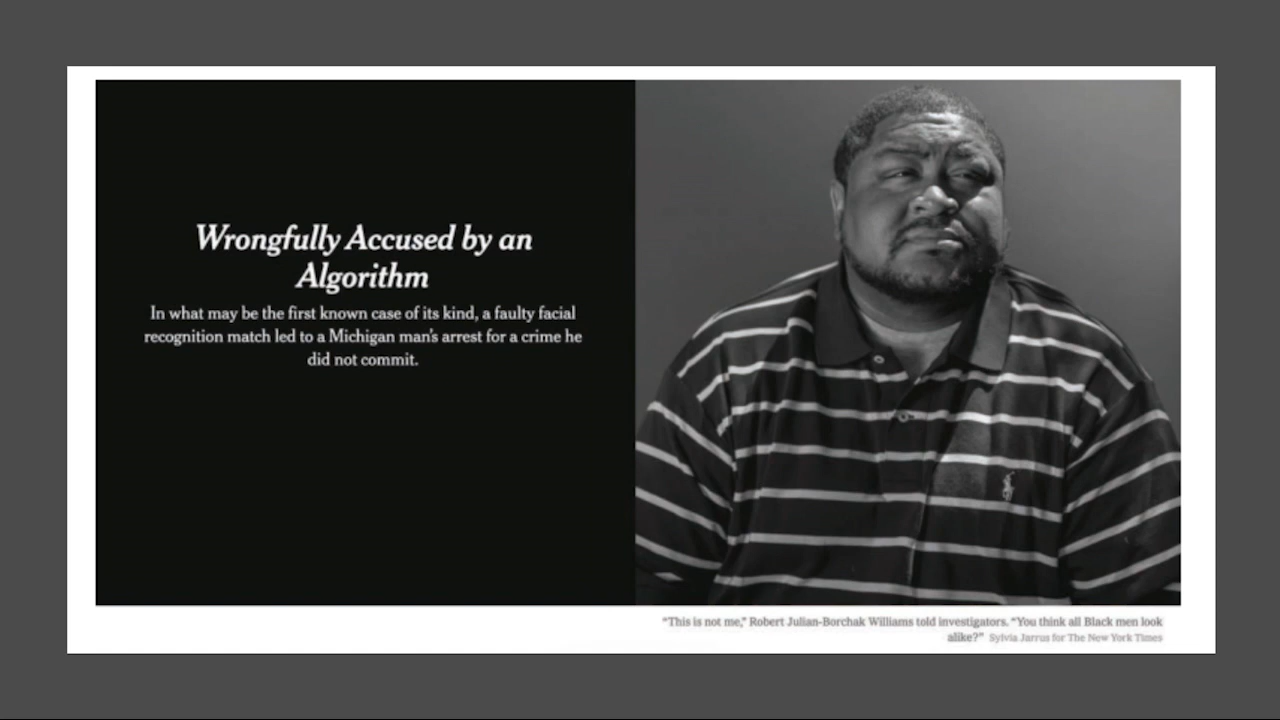 Wrongfully Accused by an
Algorithm
In what may be the first known case of its kind, a faulty facial
recognition match led to a Michigan man's arrest for a crime he
did not commit.
"This is not me," Robert Julian-Borchak Williams told investigators. "You think all Black men look
alike?" Sylvia Jarrus for The New York Times